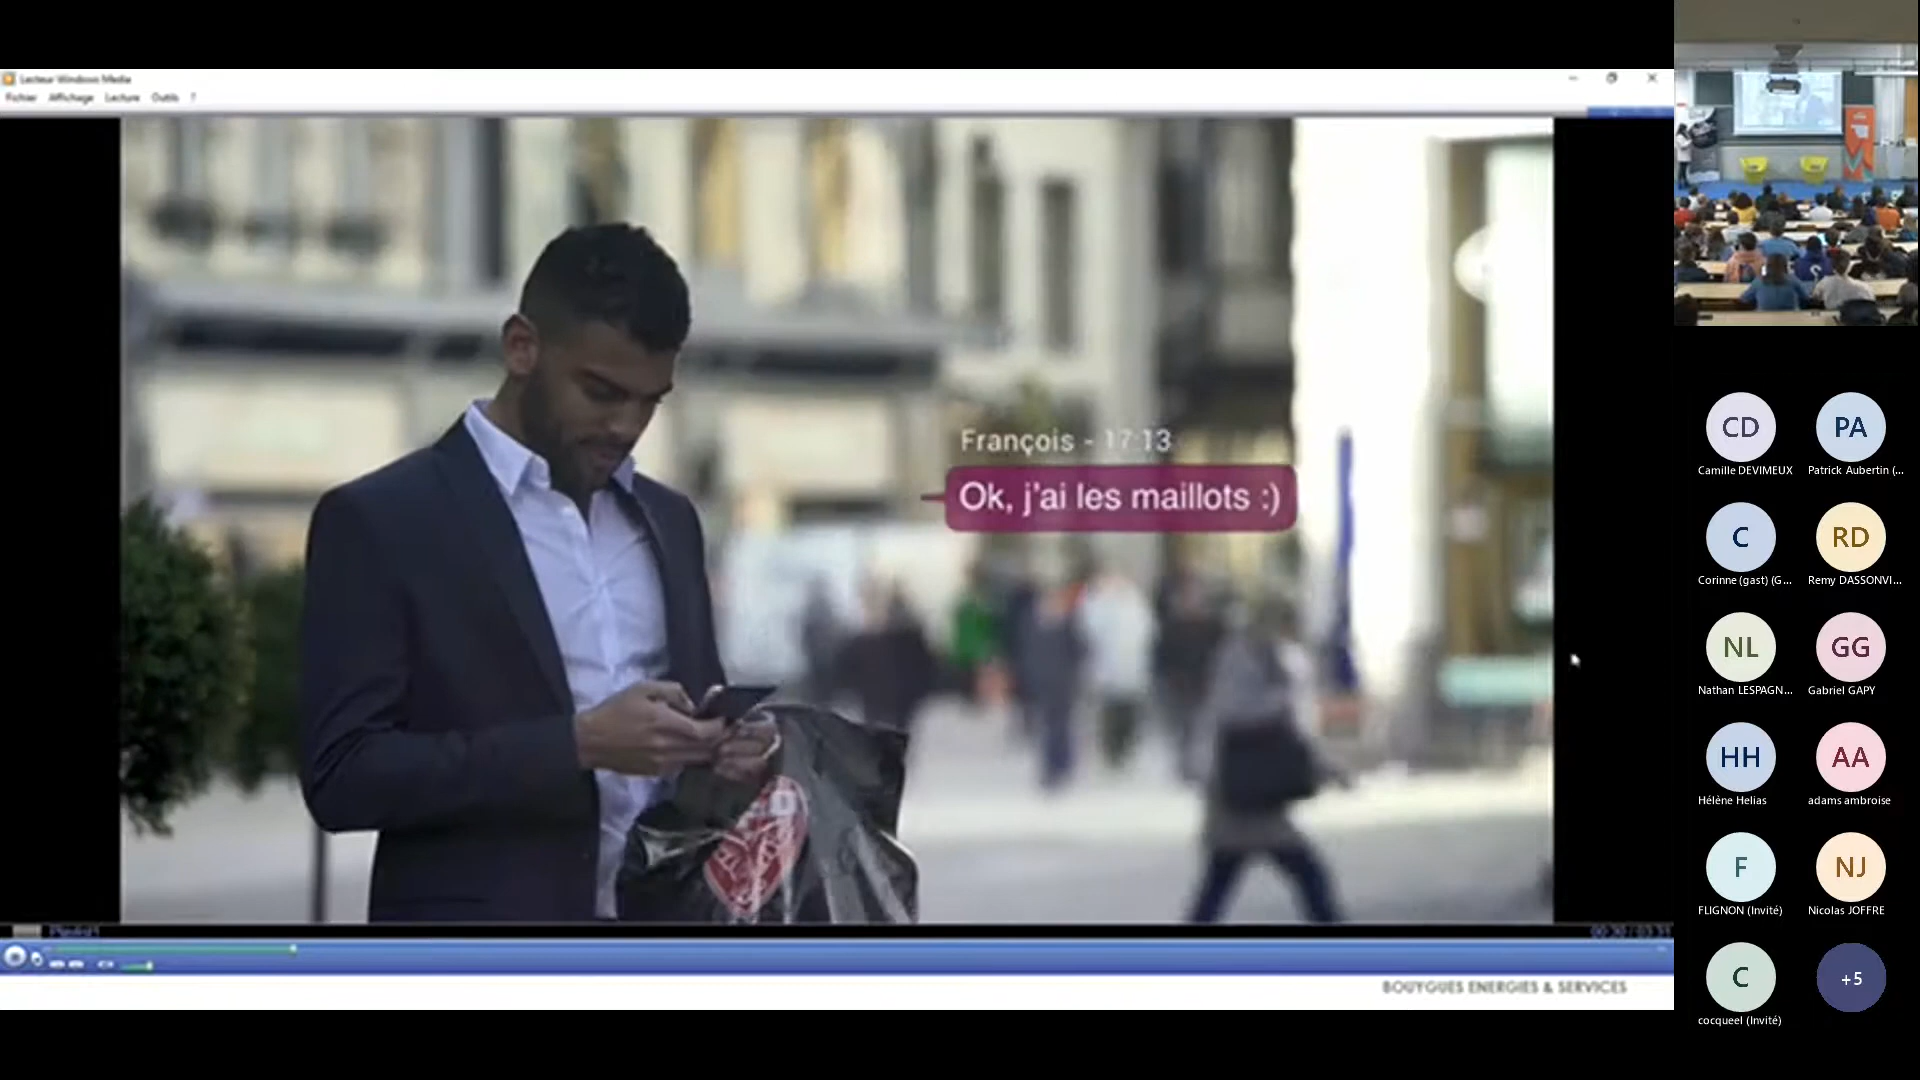 Lecteur Windows Media
Fichier Affichage Lecture Outils ?
François - 17:13
Ok, j'ai les maillots :)
BOUYGUES ENERGIES & SERVICES
CD
Camille DEVIMEUX
PA
Patrick Aubertin (...
C
Corinne (gast) (G...
RD
Remy DASSONVI...
NL
Nathan LESPAGN...
GG
Gabriel GAPY
HH
Hélène Helias
AA
adams ambroise
F
FLIGNON (Invité)
NJ
Nicolas JOFFRE
C
cocqueel (Invité)
+5